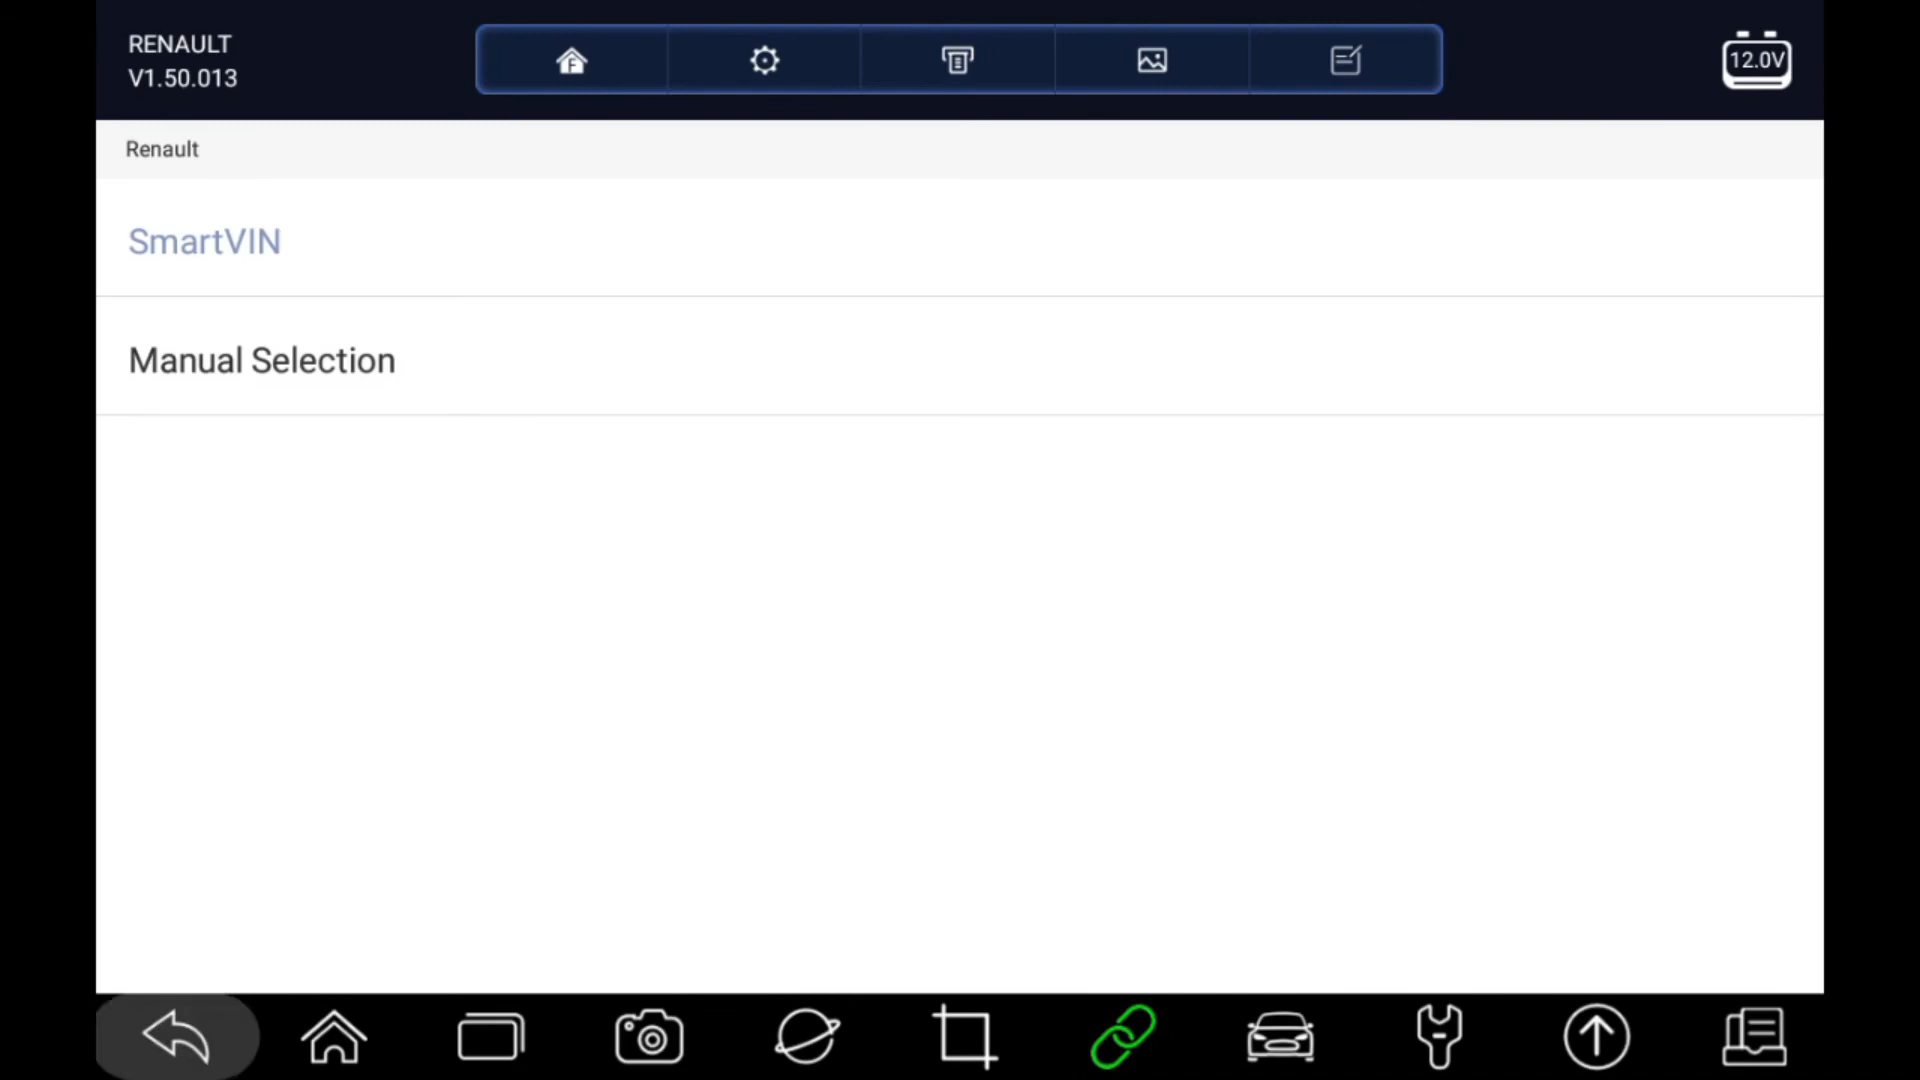 RENAULT
V1.50.013
12.0V
Renault
SmartVIN
Manual Selection